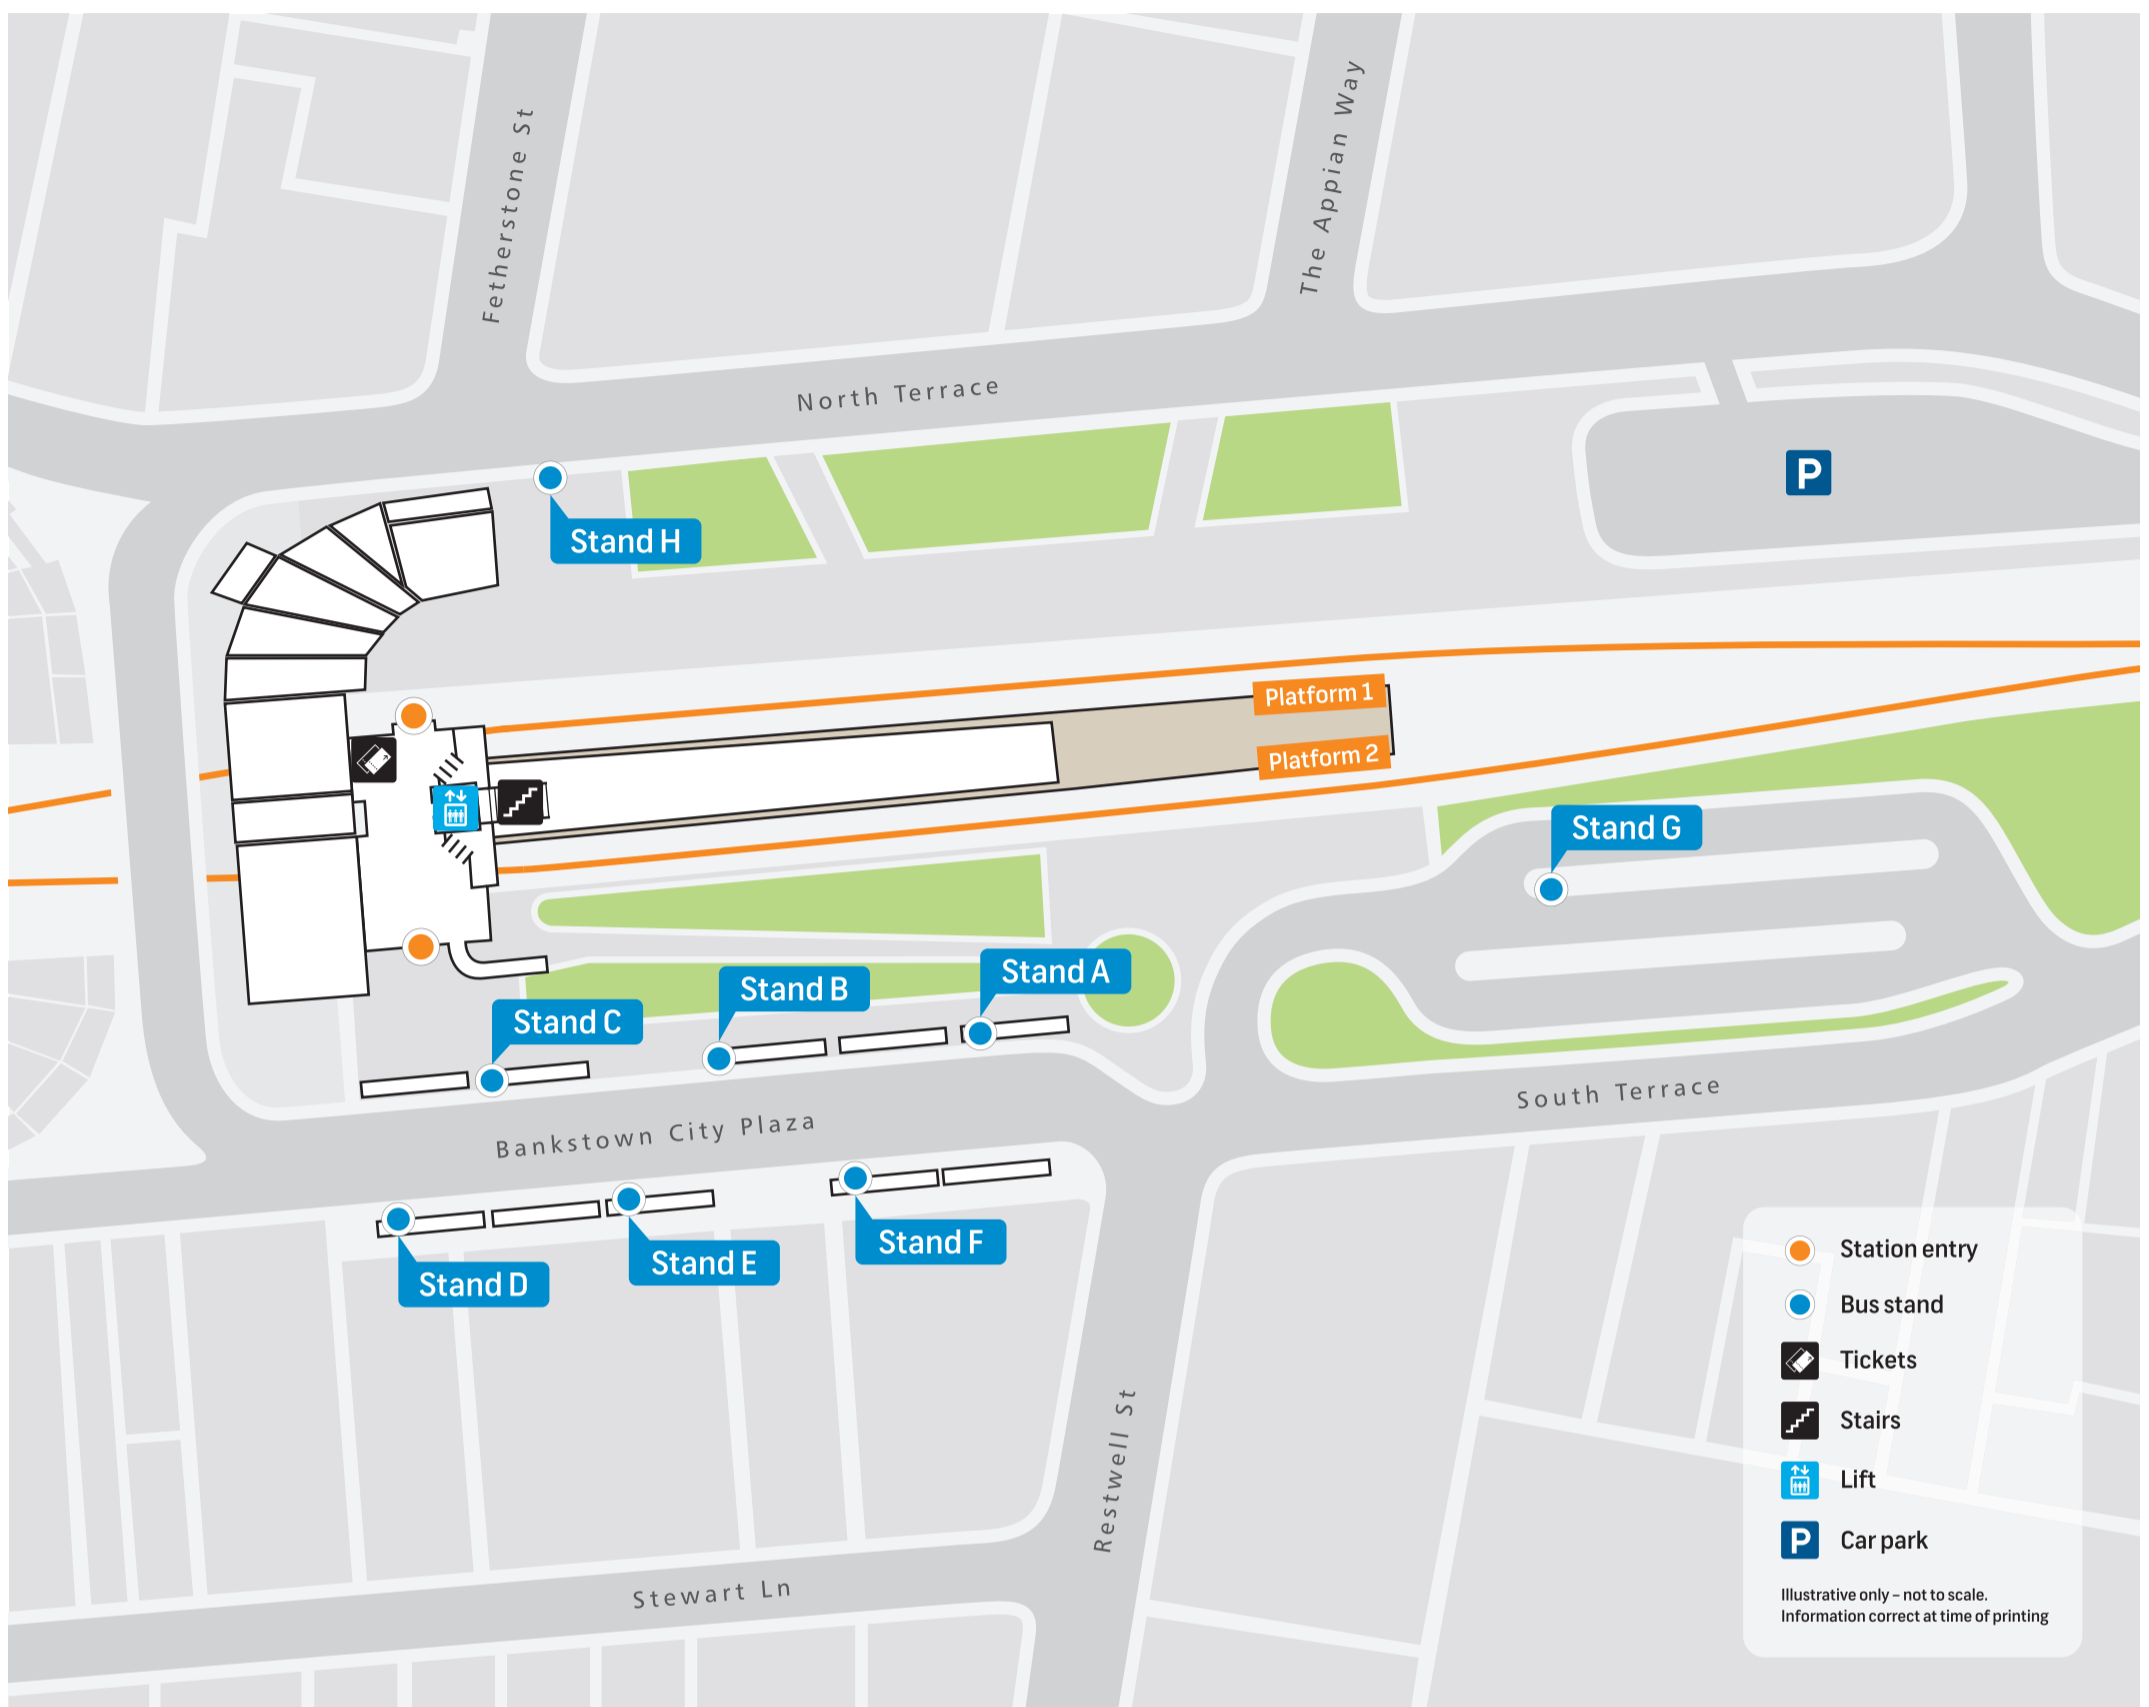 Fetherstone St
The Appian Way
North Terrace
P
Stand H
Platform 1
Platform 2
Stand G
Stand A
Stand B
Stand C
South Terrace
Bankstown City Plaza
Stand F
Stand E
Stand D
Restwell St
Stewart Ln
Station entry
Bus stand
Tickets
Stairs
Lift
P Car park
Illustrative only – not to scale.
Information correct at time of printing